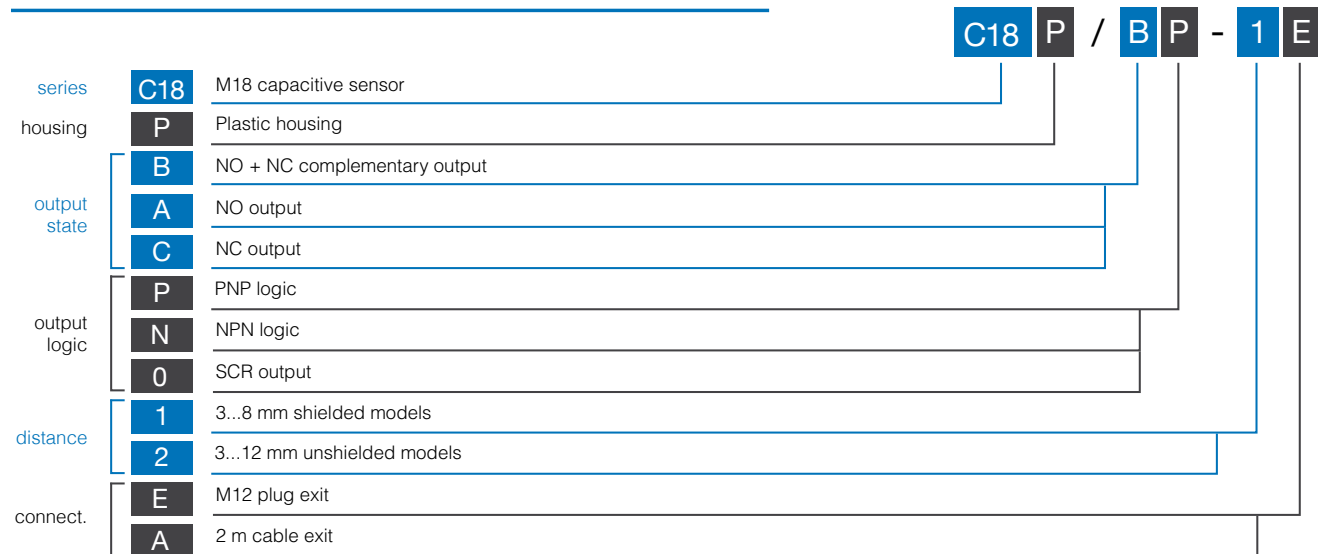 C18 P / B P - 1 E
series C18 M18 capacitive sensor
housing P Plastic housing
B NO + NC complementary output
output state A NO output
C NC output
P PNP logic
output logic N NPN logic
0 SCR output
distance 1 3...8 mm shielded models
2 3...12 mm unshielded models
connect. E M12 plug exit
A 2 m cable exit